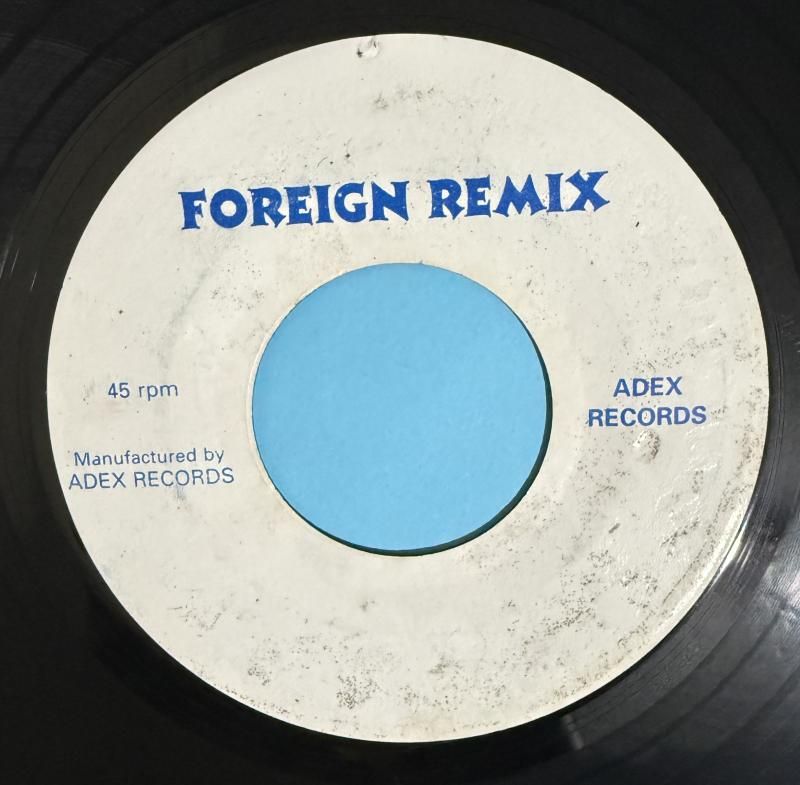 FOREIGN REMIX
45 rpm
Manufactured by
ADEX RECORDS
ADEX
RECORDS